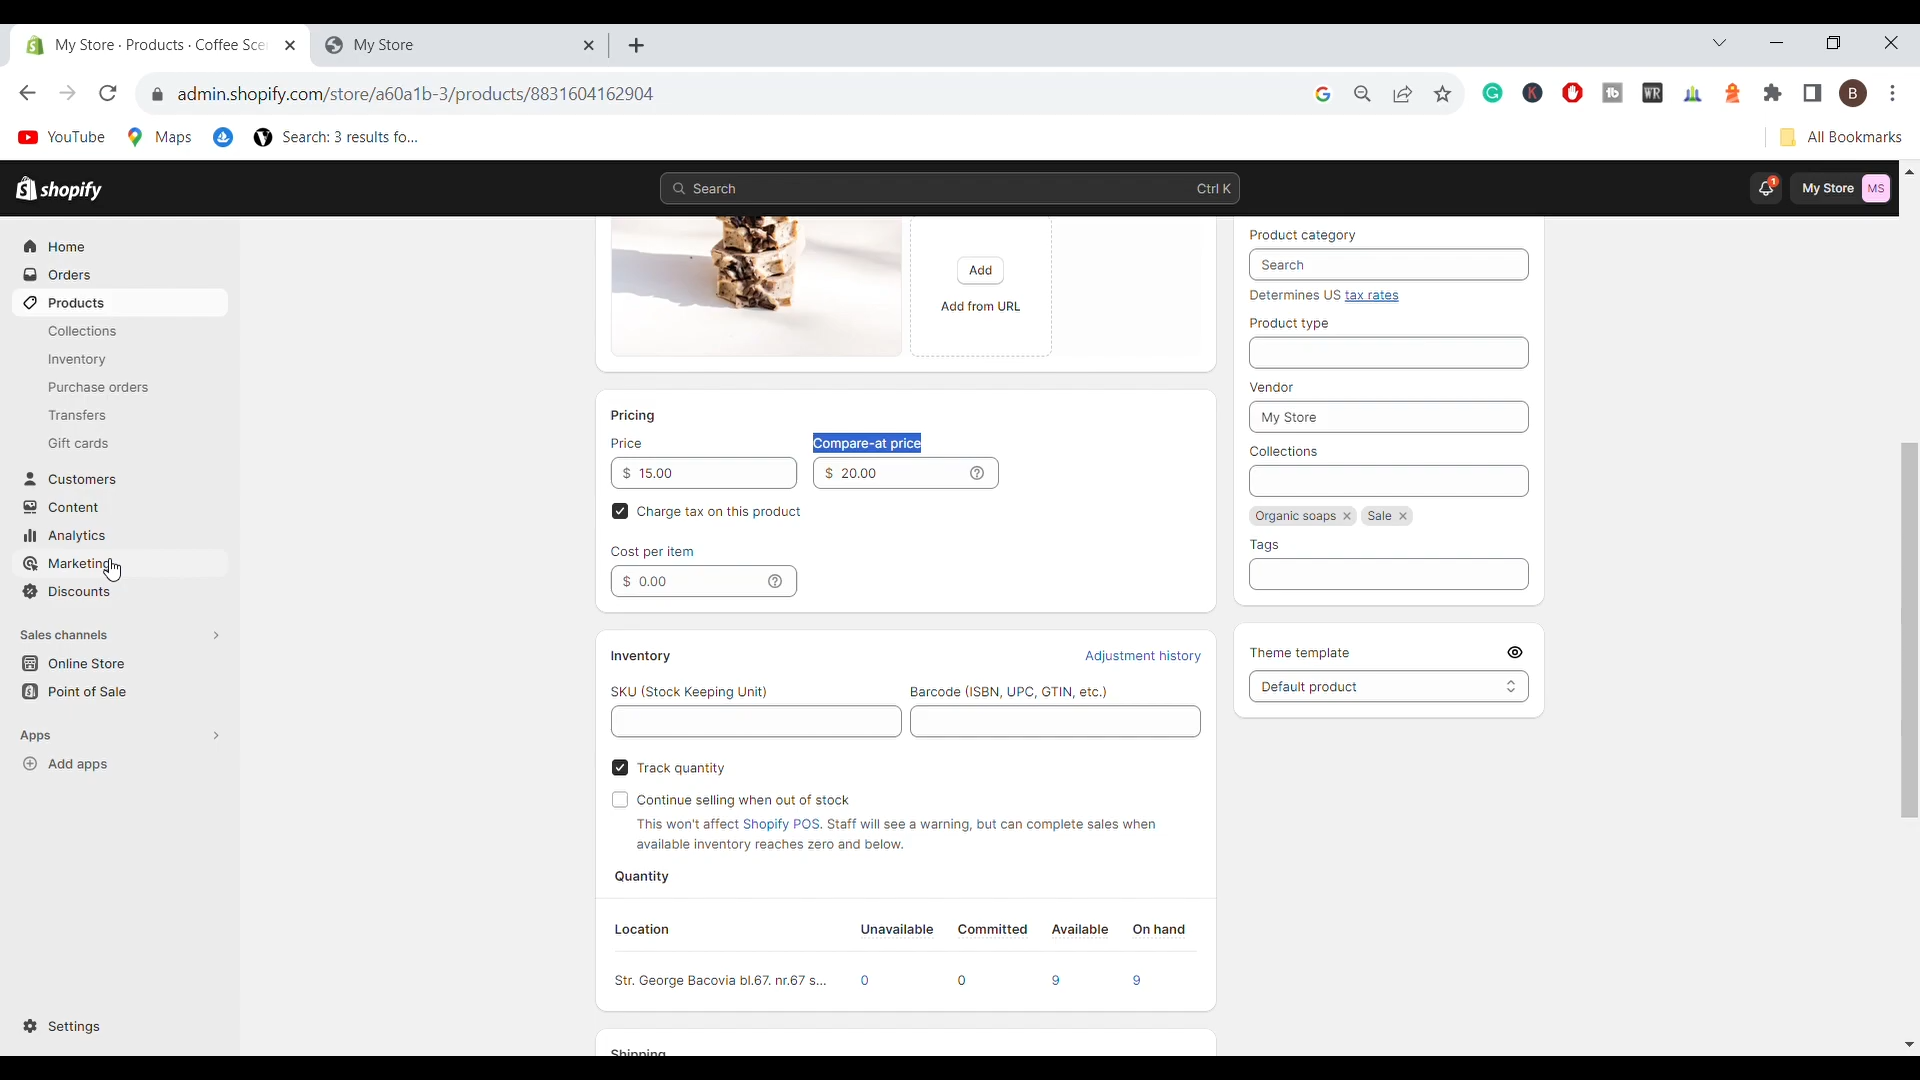 My Store · Products · Coffee Sce
My Store
admin.shopify.com/store/a60a1b-3/products/8831604162904
YouTube
Maps
Search: 3 results fo...
All Bookmarks
shopify
Search
Ctrl K
1
My Store
MS
Home
Orders
Products
Collections
Inventory
Purchase orders
Transfers
Gift cards
Customers
Content
Analytics
Marketing
Discounts
Sales channels
Online Store
Point of Sale
Apps
Add apps
Settings
Add
Add from URL
Pricing
Price
Compare-at price
$ 15.00
$ 20.00
Charge tax on this product
Cost per item
$ 0.00
Inventory
Adjustment history
SKU (Stock Keeping Unit)
Barcode (ISBN, UPC, GTIN, etc.)
Track quantity
Continue selling when out of stock
This won't affect Shopify POS. Staff will see a warning, but can complete sales when
available inventory reaches zero and below.
Quantity
Location Unavailable Committed Available On hand
Str. George Bacovia bl.67. nr.67 s... 0 0 9 9
Shipping
Product category
Search
Determines US tax rates
Product type
Vendor
My Store
Collections
Organic soaps
Sale
Tags
Theme template
Default product